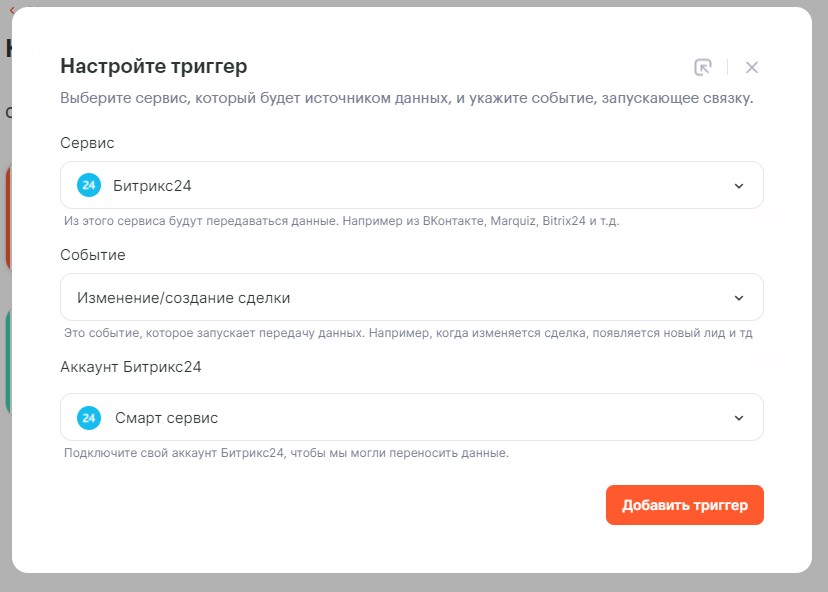 Настройте триггер
Выберите сервис, который будет источником данных, и укажите событие, запускающее связку.
Сервис
24 Битрикс24
Из этого сервиса будут передаваться данные. Например из ВКонтакте, Marquiz, Bitrix24 и т.д.
Событие
Изменение/создание сделки
Это событие, которое запускает передачу данных. Например, когда изменяется сделка, появляется новый лид и тд
Аккаунт Битрикс24
24 Смарт сервис
Подключите свой аккаунт Битрикс24, чтобы мы могли переносить данные.
Добавить триггер